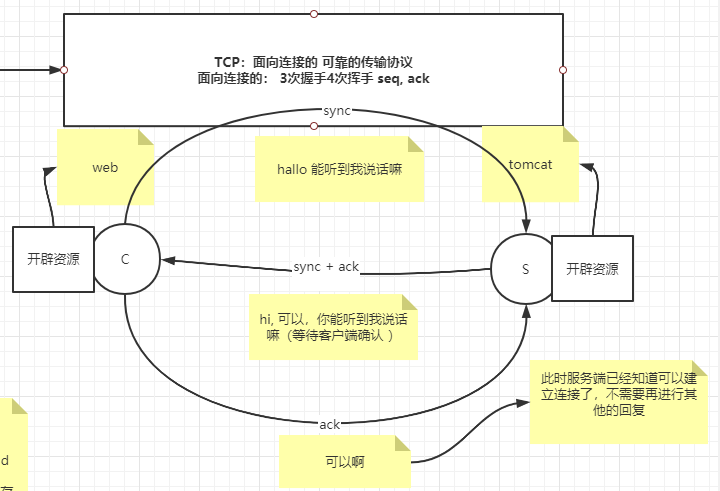 TCP：面向连接的 可靠的传输协议
面向连接的： 3次握手4次挥手 seq, ack
sync
web
hallo 能听到我说话嘛
tomcat
开辟资源
C
sync + ack
S
开辟资源
hi, 可以，你能听到我说话
嘛（等待客户端确认 ）
此时服务端已经知道可以建
立连接了，不需要再进行其
他的回复
ack
可以啊
d